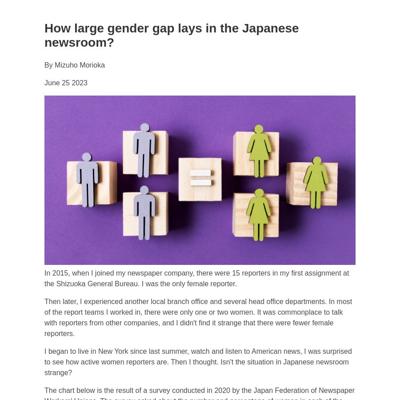 How large gender gap lays in the Japanese
newsroom?
By Mizuho Morioka
June 25 2023
In 2015, when I joined my newspaper company, there were 15 reporters in my first assignment at
the Shizuoka General Bureau. I was the only female reporter.
Then later, I experienced another local branch office and several head office departments. In most
of the report teams I worked in, there were only one or two women. It was commonplace to talk
with reporters from other companies, and I didn't find it strange that there were fewer female
reporters.
I began to live in New York since last summer, watch and listen to American news, I was surprised
to see how active women reporters are. Then I thought. Isn't the situation in Japanese newsroom
strange?
The chart below is the result of a survey conducted in 2020 by the Japan Federation of Newspaper